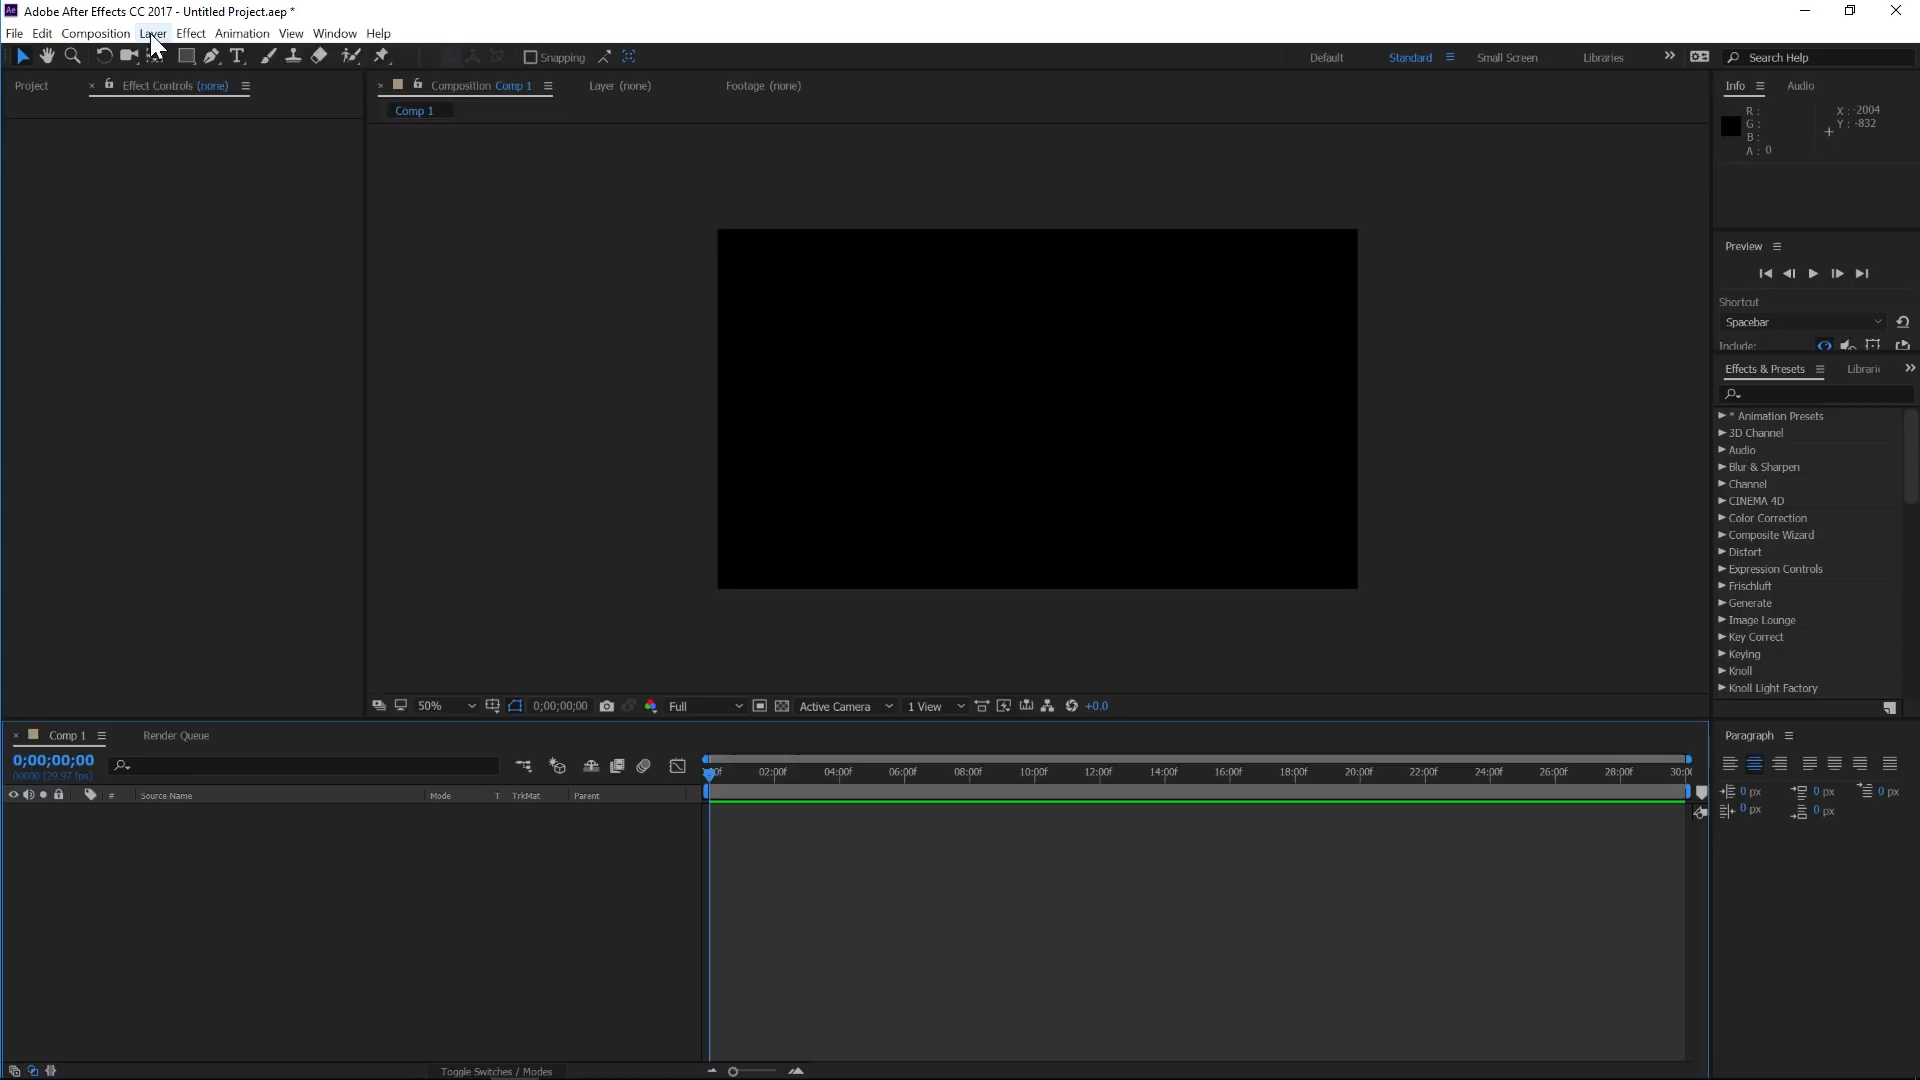 Adobe After Effects CC 2017 - Untitled Project.aep *
File Edit Composition Layer Effect Animation View Window Help
Snapping Default Standard Small Screen Libraries Search Help
Project Effect Controls (none) Composition Comp 1 Layer (none) Footage (none) Info Audio
Comp 1
R : X : -2004
G : Y : -832
B :
A : 0
Preview
Shortcut
Spacebar
Include:
Effects & Presets Librari
* Animation Presets
3D Channel
Audio
Blur & Sharpen
Channel
CINEMA 4D
Color Correction
Composite Wizard
Distort
Expression Controls
Frischluft
Generate
Image Lounge
Key Correct
Keying
Knoll
Knoll Light Factory
50% 0;00;00;00 Full Active Camera 1 View +0.0
Comp 1 Render Queue Paragraph
0;00;00;00
00000 (29.97 fps)
02:00f 04:00f 06:00f 08:00f 10:00f 12:00f 14:00f 16:00f 18:00f 20:00f 22:00f 24:00f 26:00f 28:00f 30:0
# Source Name Mode T TrkMat Parent
0 px 0 px 0 px
0 px 0 px
Toggle Switches / Modes